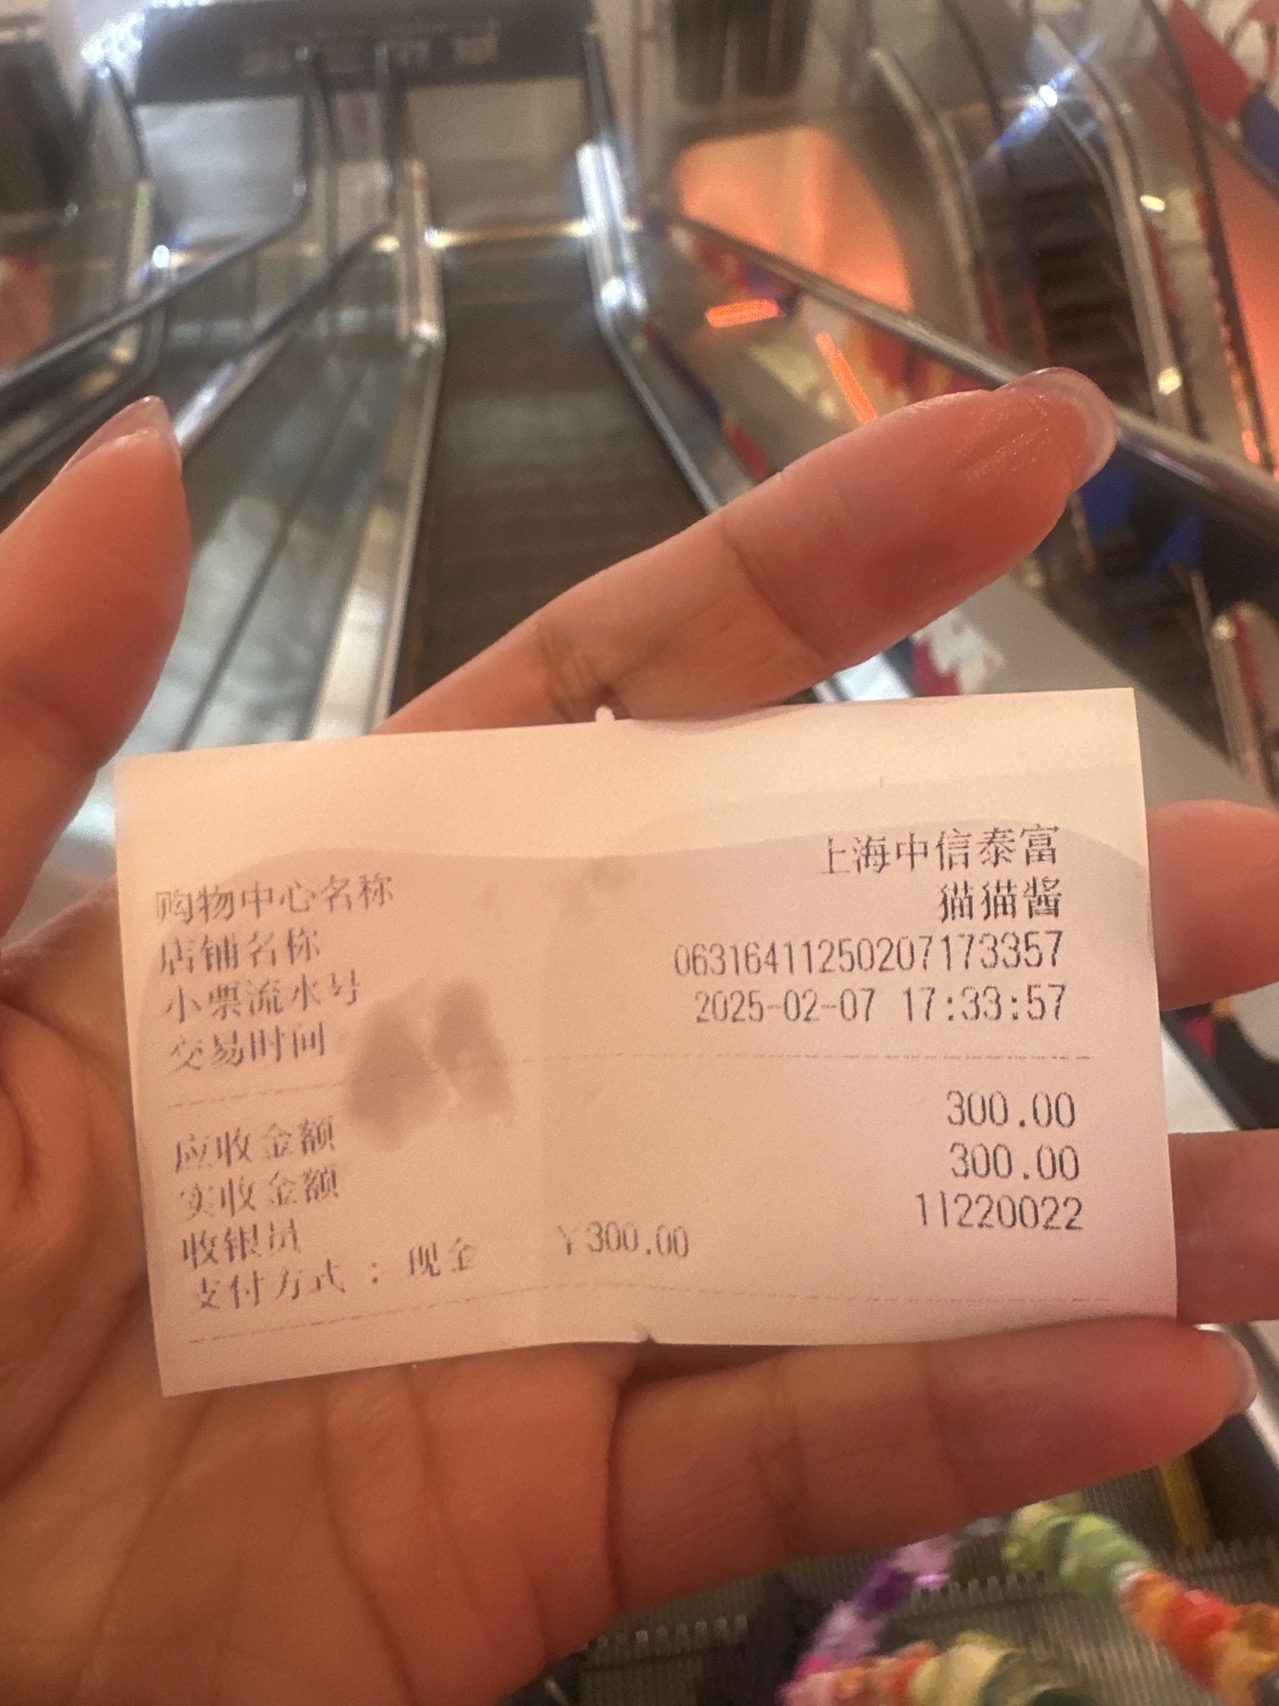 购物中心名称 上海中信泰富
店铺名称 猫猫酱
小票流水号 06316411250207173357
交易时间 2025-02-07 17:33:57
应收金额 300.00
实收金额 300.00
收银员 11220022
支付方式：现金 ¥300.00